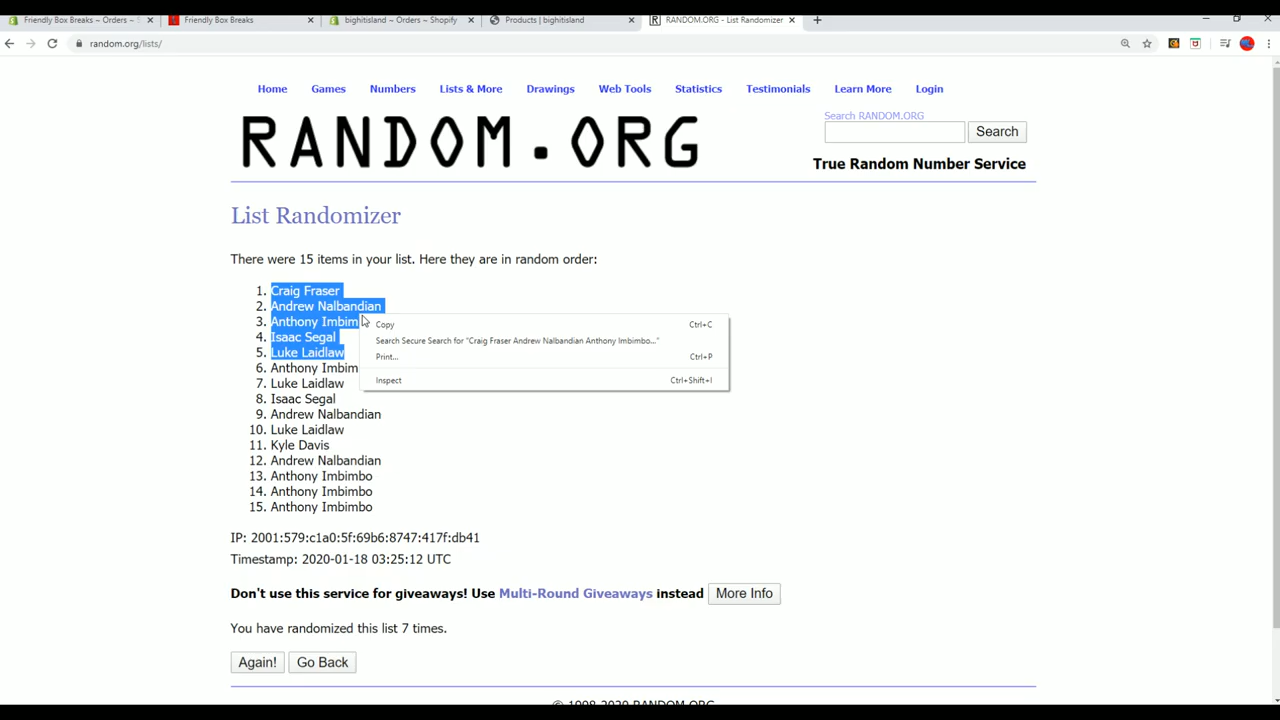 Friendly Box Breaks ~ Orders ~ S
Friendly Box Breaks
bighitisland ~ Orders ~ Shopify
Products | bighitisland
RANDOM.ORG - List Randomizer
random.org/lists/
Home
Games
Numbers
Lists & More
Drawings
Web Tools
Statistics
Testimonials
Learn More
Login
RANDOM.ORG
Search RANDOM.ORG
Search
True Random Number Service
List Randomizer
There were 15 items in your list. Here they are in random order:
1. Craig Fraser
2. Andrew Nalbandian
3. Anthony Imbim
4. Isaac Segal
5. Luke Laidlaw
6. Anthony Imbim
7. Luke Laidlaw
8. Isaac Segal
9. Andrew Nalbandian
10. Luke Laidlaw
11. Kyle Davis
12. Andrew Nalbandian
13. Anthony Imbimbo
14. Anthony Imbimbo
15. Anthony Imbimbo
Copy Ctrl+C
Search Secure Search for "Craig Fraser Andrew Nalbandian Anthony Imbimbo..."
Print... Ctrl+P
Inspect Ctrl+Shift+I
IP: 2001:579:c1a0:5f:69b6:8747:417f:db41
Timestamp: 2020-01-18 03:25:12 UTC
Don't use this service for giveaways! Use Multi-Round Giveaways instead More Info
You have randomized this list 7 times.
Again! Go Back
© 1998-2020 RANDOM.ORG